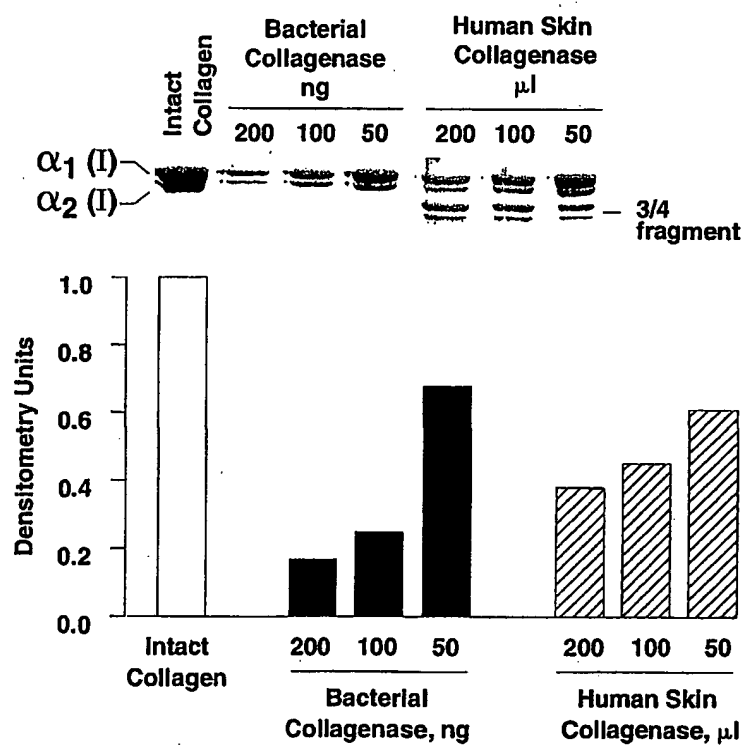 Intact
Collagen
Bacterial
Collagenase
ng
200 100 50
Human Skin
Collagenase
µl
200 100 50
α1 (I)
α2 (I)
3/4
fragment
Densitometry Units
1.0
0.8
0.6
0.4
0.2
0.0
Intact
Collagen
200 100 50
Bacterial
Collagenase, ng
200 100 50
Human Skin
Collagenase, µl